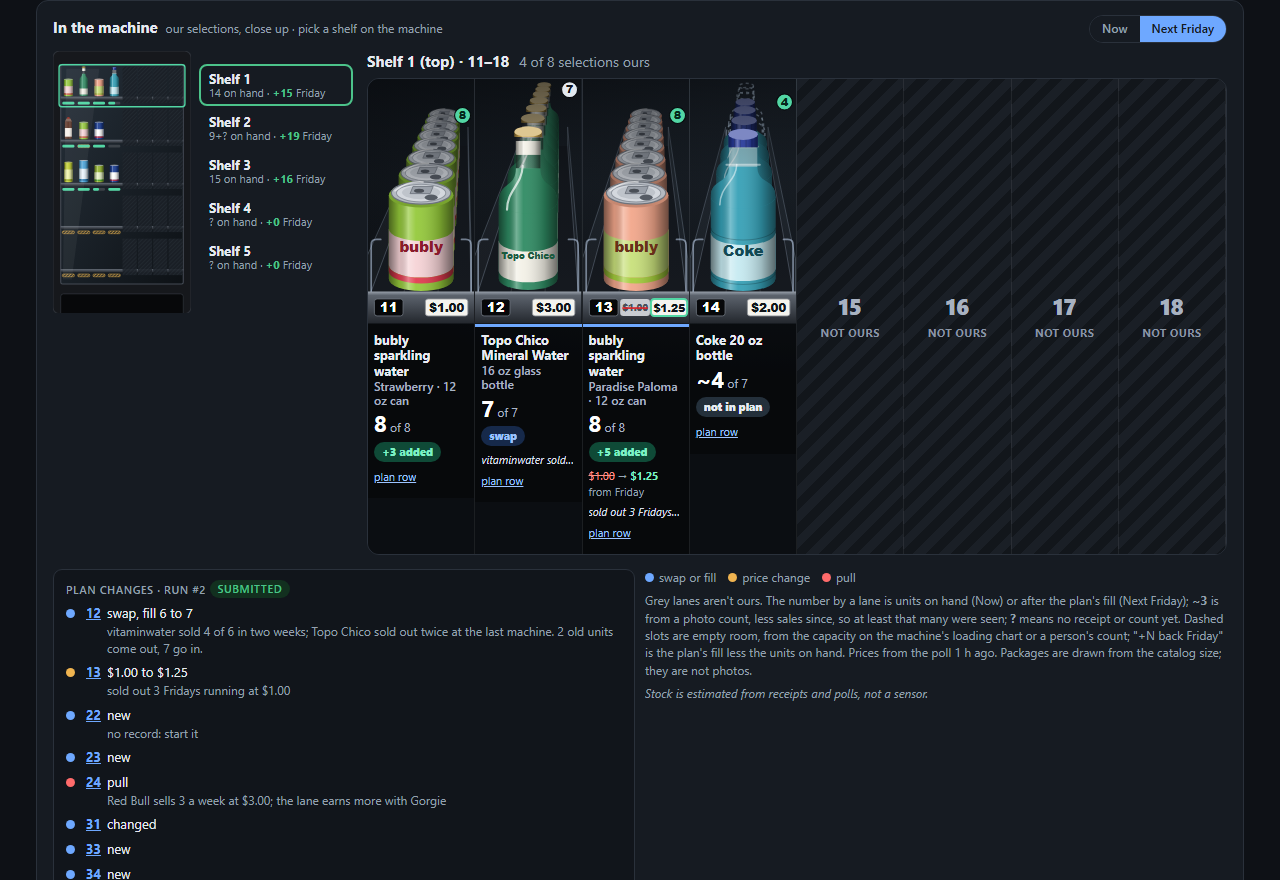 In the machine our selections, close up · pick a shelf on the machine
Now Next Friday
Shelf 1
14 on hand · +15 Friday
Shelf 2
9+? on hand · +19 Friday
Shelf 3
15 on hand · +16 Friday
Shelf 4
? on hand · +0 Friday
Shelf 5
? on hand · +0 Friday
Shelf 1 (top) · 11–18 4 of 8 selections ours
8
7
8
4
bubly
Topo Chico
bubly
Coke
11 $1.00
12 $3.00
13 $1.00 $1.25
14 $2.00
bubly sparkling water
Strawberry · 12 oz can
8 of 8
+3 added
plan row
Topo Chico Mineral Water
16 oz glass bottle
7 of 7
swap
vitaminwater sold...
plan row
bubly sparkling water
Paradise Paloma · 12 oz can
8 of 8
+5 added
$1.00 → $1.25
from Friday
sold out 3 Fridays...
plan row
Coke 20 oz bottle
~4 of 7
not in plan
plan row
15
NOT OURS
16
NOT OURS
17
NOT OURS
18
NOT OURS
PLAN CHANGES · RUN #2 SUBMITTED
12 swap, fill 6 to 7
vitaminwater sold 4 of 6 in two weeks; Topo Chico sold out twice at the last machine. 2 old units
come out, 7 go in.
13 $1.00 to $1.25
sold out 3 Fridays running at $1.00
22 new
no record: start it
23 new
24 pull
Red Bull sells 3 a week at $3.00; the lane earns more with Gorgie
31 changed
33 new
34 new
swap or fill price change pull
Grey lanes aren't ours. The number by a lane is units on hand (Now) or after the plan's fill (Next Friday); ~3 is
from a photo count, less sales since, so at least that many were seen; ? means no receipt or count yet. Dashed
slots are empty room, from the capacity on the machine's loading chart or a person's count; "+N back Friday"
is the plan's fill less the units on hand. Prices from the poll 1 h ago. Packages are drawn from the catalog size;
they are not photos.
Stock is estimated from receipts and polls, not a sensor.